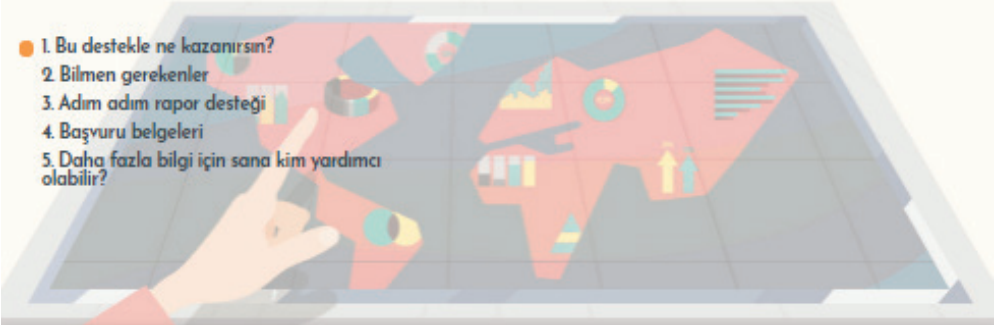 1. Bu destekle ne kazanırsın?
2. Bilmen gerekenler
3. Adım adım rapor desteği
4. Başvuru belgeleri
5. Daha fazla bilgi için sana kim yardımcı
olabilir?